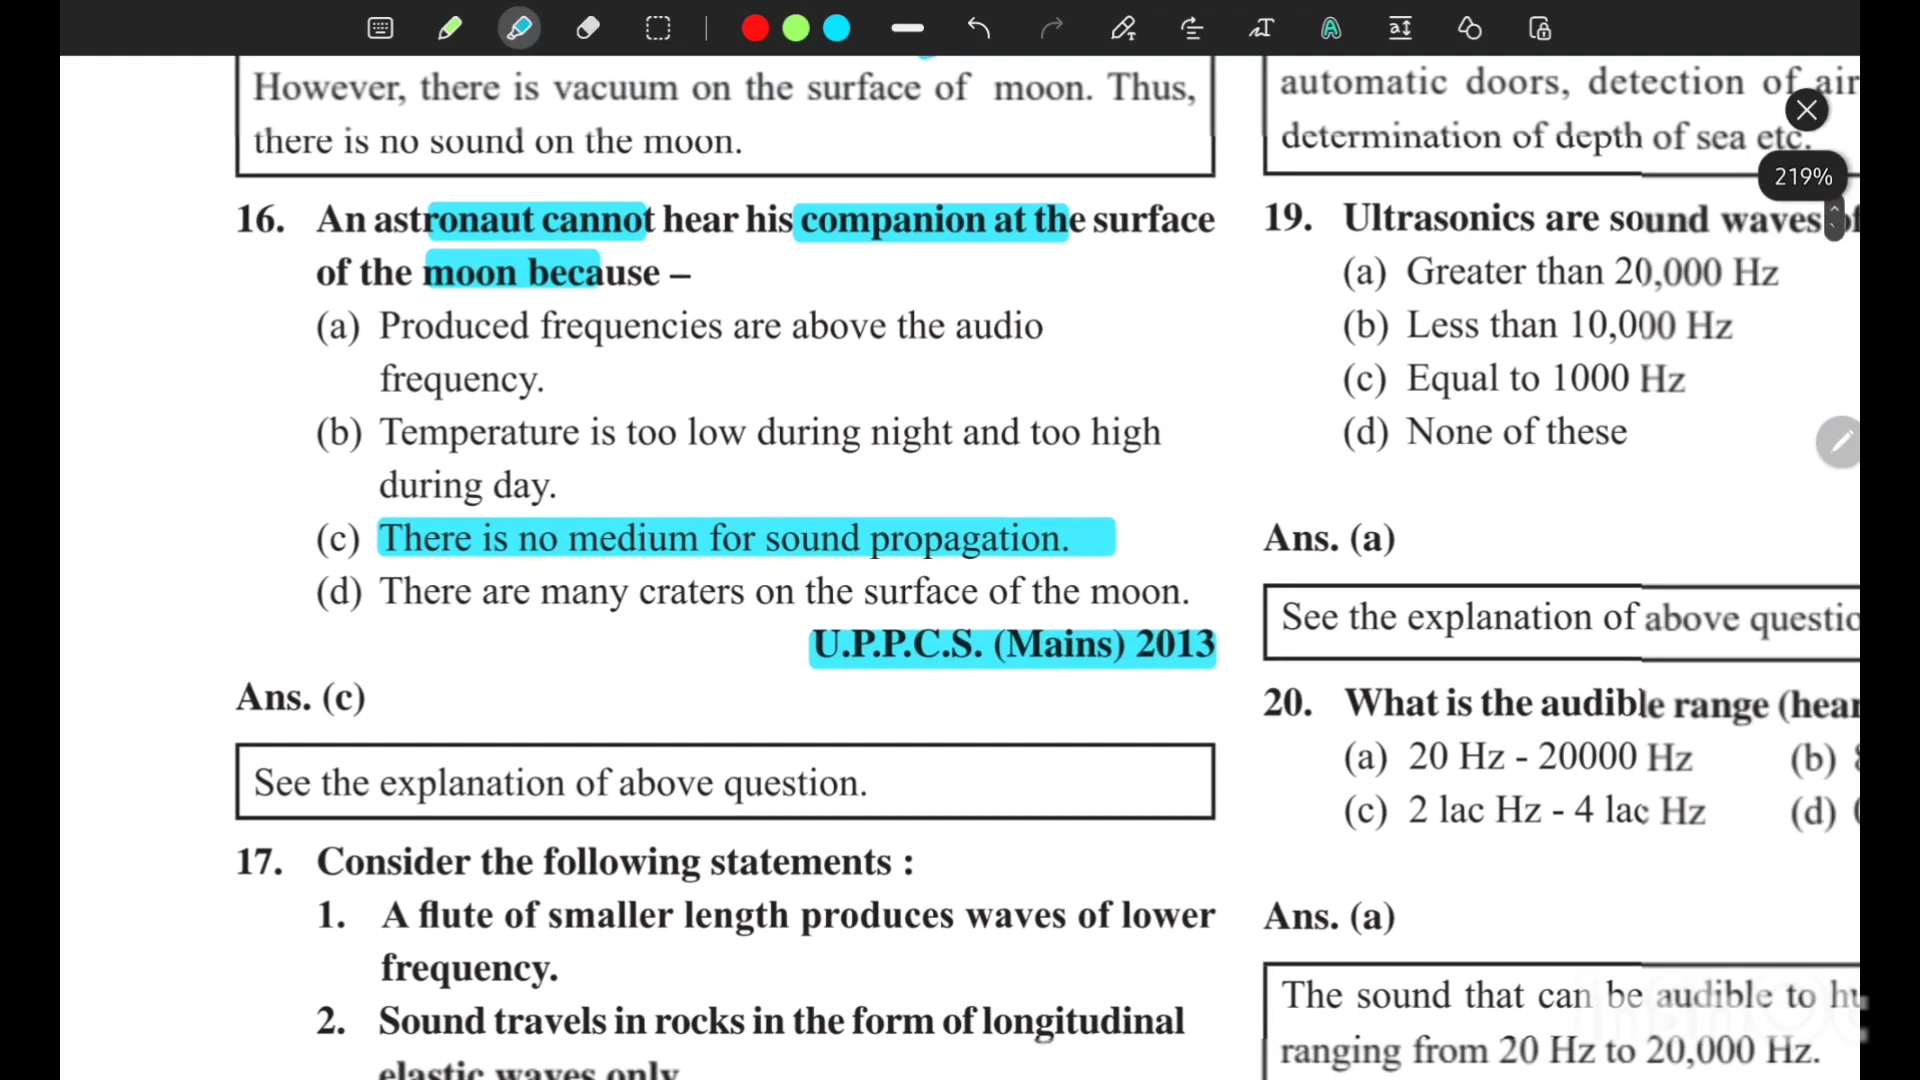 However, there is vacuum on the surface of moon. Thus,
there is no sound on the moon.
16. An astronaut cannot hear his companion at the surface
of the moon because –
(a) Produced frequencies are above the audio
frequency.
(b) Temperature is too low during night and too high
during day.
(c) There is no medium for sound propagation.
(d) There are many craters on the surface of the moon.
U.P.P.C.S. (Mains) 2013
Ans. (c)
See the explanation of above question.
17. Consider the following statements :
1. A flute of smaller length produces waves of lower
frequency.
2. Sound travels in rocks in the form of longitudinal
elastic waves only
automatic doors, detection of air
determination of depth of sea etc.
219%
19. Ultrasonics are sound waves of
(a) Greater than 20,000 Hz
(b) Less than 10,000 Hz
(c) Equal to 1000 Hz
(d) None of these
Ans. (a)
See the explanation of above
20. What is the audible range
(a) 20 Hz - 20000 Hz (b)
(c) 2 lac Hz - 4 lac Hz (d)
Ans. (a)
The sound that can be audible to
ranging from 20 Hz to 20,000 Hz.